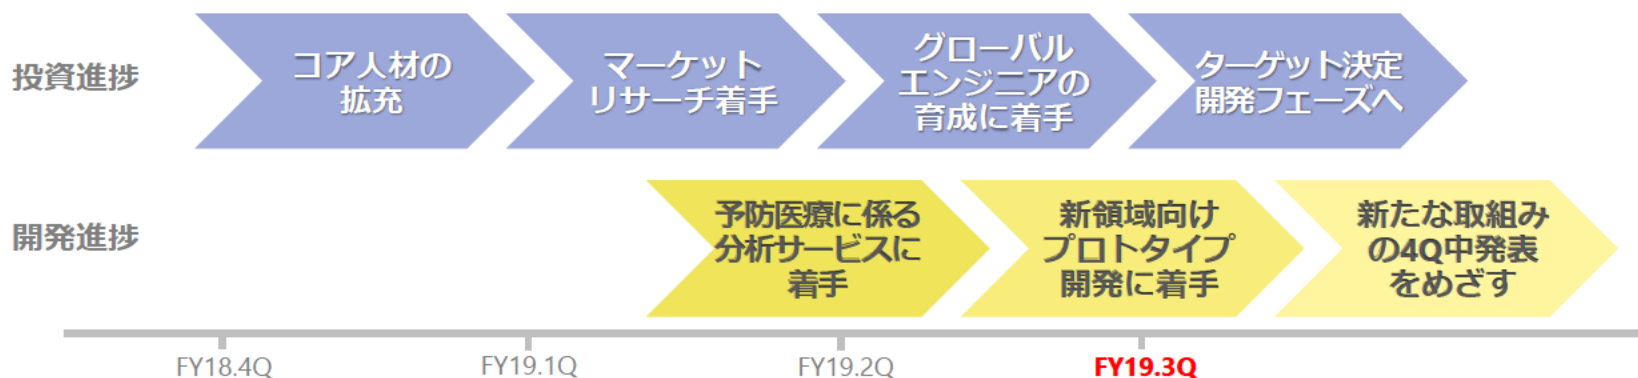 投資進捗
コア人材の
拡充
マーケット
リサーチ着手
グローバル
エンジニアの
育成に着手
ターゲット決定
開発フェーズへ
開発進捗
予防医療に係る
分析サービスに
着手
新領域向け
プロトタイプ
開発に着手
新たな取組み
の4Q中発表
をめざす
FY18.4Q
FY19.1Q
FY19.2Q
FY19.3Q